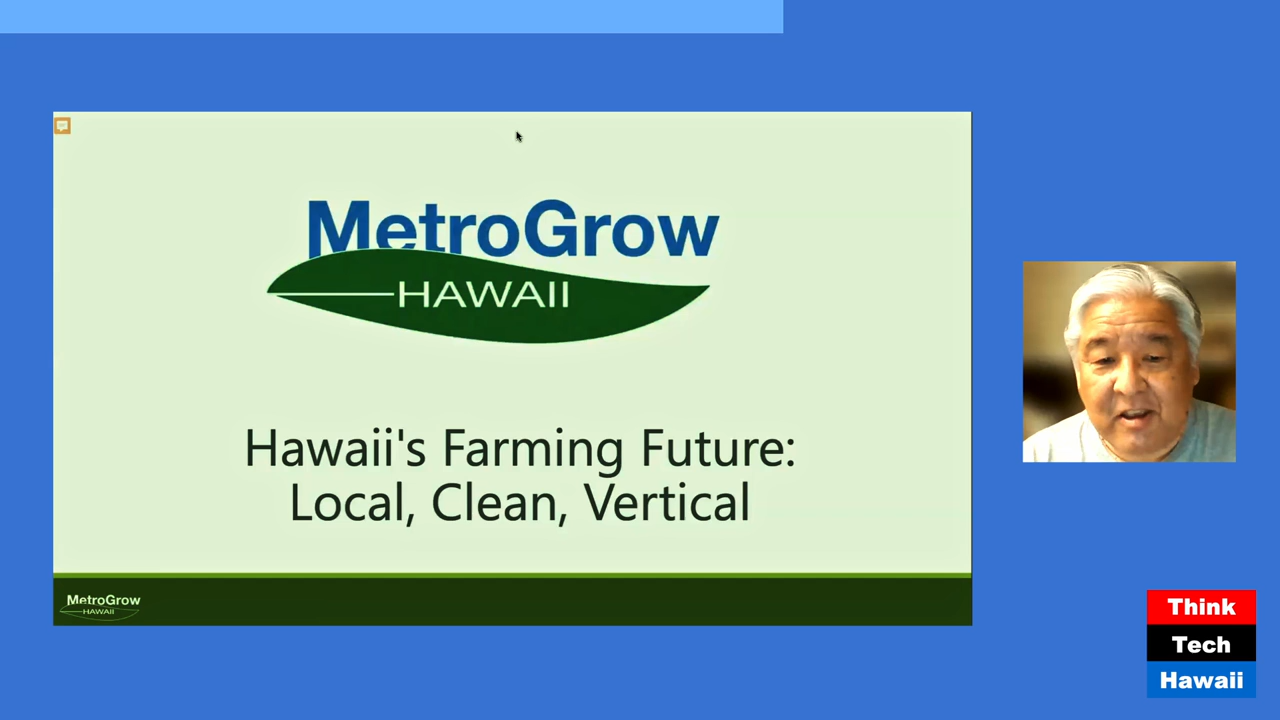 MetroGrow
HAWAII
Hawaii's Farming Future:
Local, Clean, Vertical
MetroGrow
HAWAII
Think
Tech
Hawaii